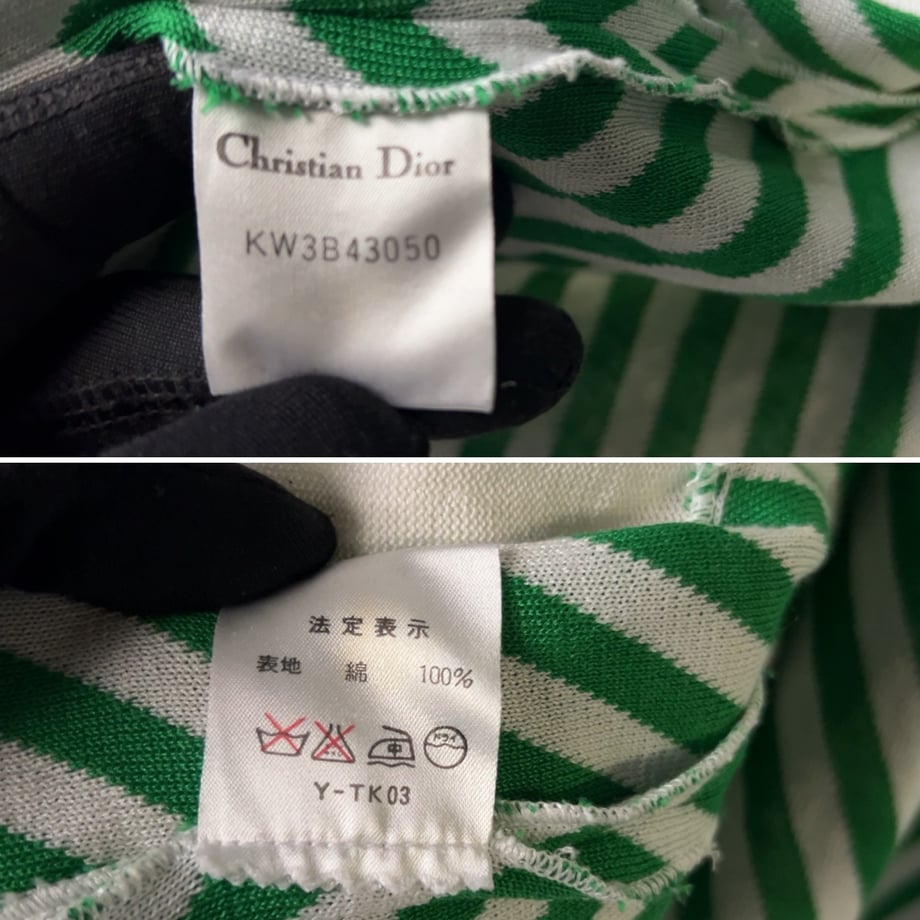 Christian Dior
KW3B43050
法定表示
表地 綿 100%
中 ドライ
Y-TK03